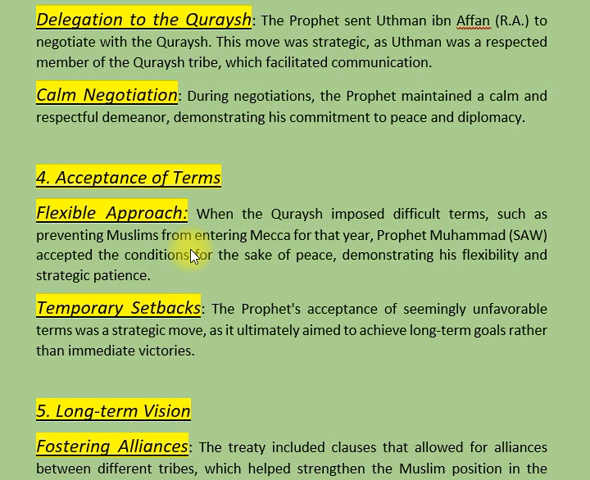 Delegation to the Quraysh: The Prophet sent Uthman ibn Affan (R.A.) to
negotiate with the Quraysh. This move was strategic, as Uthman was a respected
member of the Quraysh tribe, which facilitated communication.
Calm Negotiation: During negotiations, the Prophet maintained a calm and
respectful demeanor, demonstrating his commitment to peace and diplomacy.
4. Acceptance of Terms
Flexible Approach: When the Quraysh imposed difficult terms, such as
preventing Muslims from entering Mecca for that year, Prophet Muhammad (SAW)
accepted the conditions for the sake of peace, demonstrating his flexibility and
strategic patience.
Temporary Setbacks: The Prophet's acceptance of seemingly unfavorable
terms was a strategic move, as it ultimately aimed to achieve long-term goals rather
than immediate victories.
5. Long-term Vision
Fostering Alliances: The treaty included clauses that allowed for alliances
between different tribes, which helped strengthen the Muslim position in the